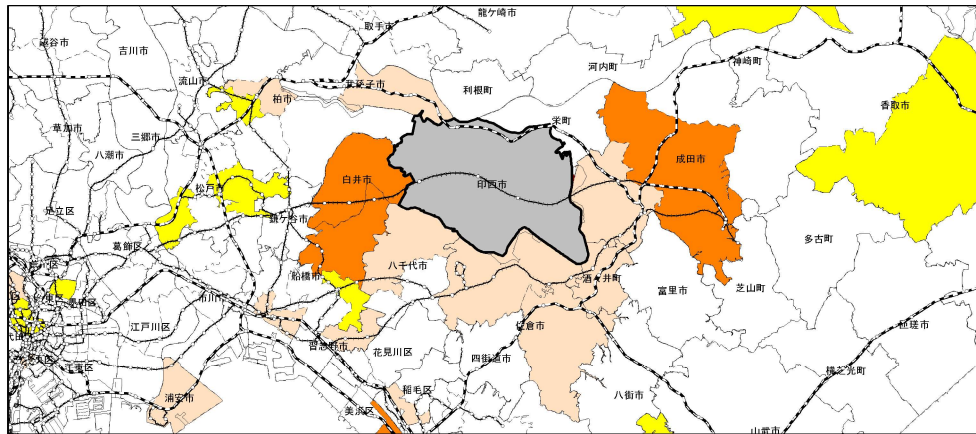 龍ケ崎市
取手市
越谷市
吉川市
河内町
神崎町
流山市
柏市
我孫子市
利根町
香取市
栄町
草加市
三郷市
八潮市
成田市
白井市
印西市
松戸市
足立区
鎌ケ谷市
葛飾区
多古町
船橋市
八千代市
酒々井町
富里市
芝山町
墨田区
市川市
江戸川区
佐倉市
匝瑳市
習志野市
花見川区
四街道市
江東区
横芝光町
浦安市
稲毛区
八街市
美浜区
山武市